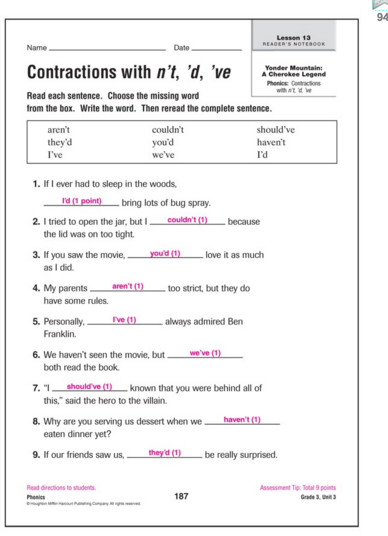 94
Lesson 13
READER'S NOTEBOOK
Name
Date
Contractions with n't, 'd, 've
Yonder Mountain:
A Cherokee Legend
Phonics: Contractions
with n't, 'd, 've
Read each sentence. Choose the missing word
from the box. Write the word. Then reread the complete sentence.
aren't couldn't should've
they'd you'd haven't
I've we've I'd
1. If I ever had to sleep in the woods,
I'd (1 point) bring lots of bug spray.
2. I tried to open the jar, but I couldn't (1) because
the lid was on too tight.
3. If you saw the movie, you'd (1) love it as much
as I did.
4. My parents aren't (1) too strict, but they do
have some rules.
5. Personally, I've (1) always admired Ben
Franklin.
6. We haven't seen the movie, but we've (1)
both read the book.
7. "I should've (1) known that you were behind all of
this," said the hero to the villain.
8. Why are you serving us dessert when we haven't (1)
eaten dinner yet?
9. If our friends saw us, they'd (1) be really surprised.
Read directions to students.
Assessment Tip: Total 9 points
Phonics
187
Grade 3, Unit 3
© Houghton Mifflin Harcourt Publishing Company. All rights reserved.